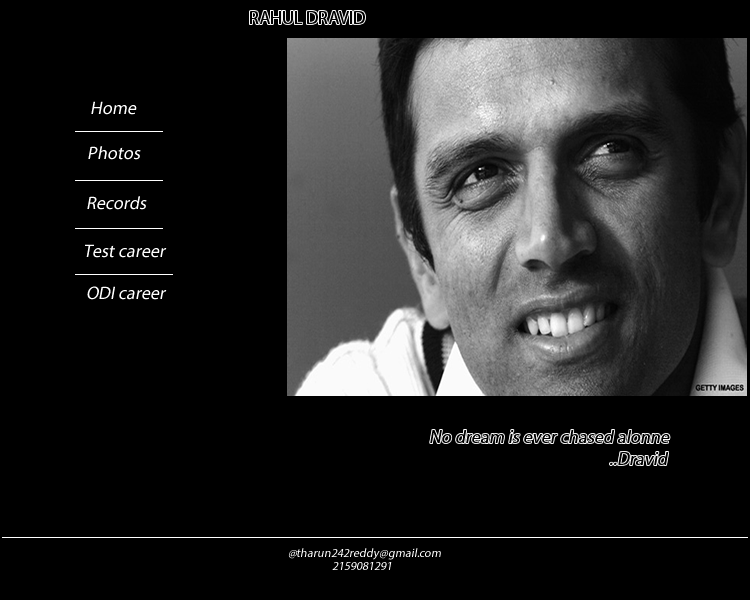 RAHUL DRAVID
Home
Photos
Records
Test career
ODI career
GETTY IMAGES
No dream is ever chased alonne
..Dravid
@tharun242reddy@gmail.com
2159081291